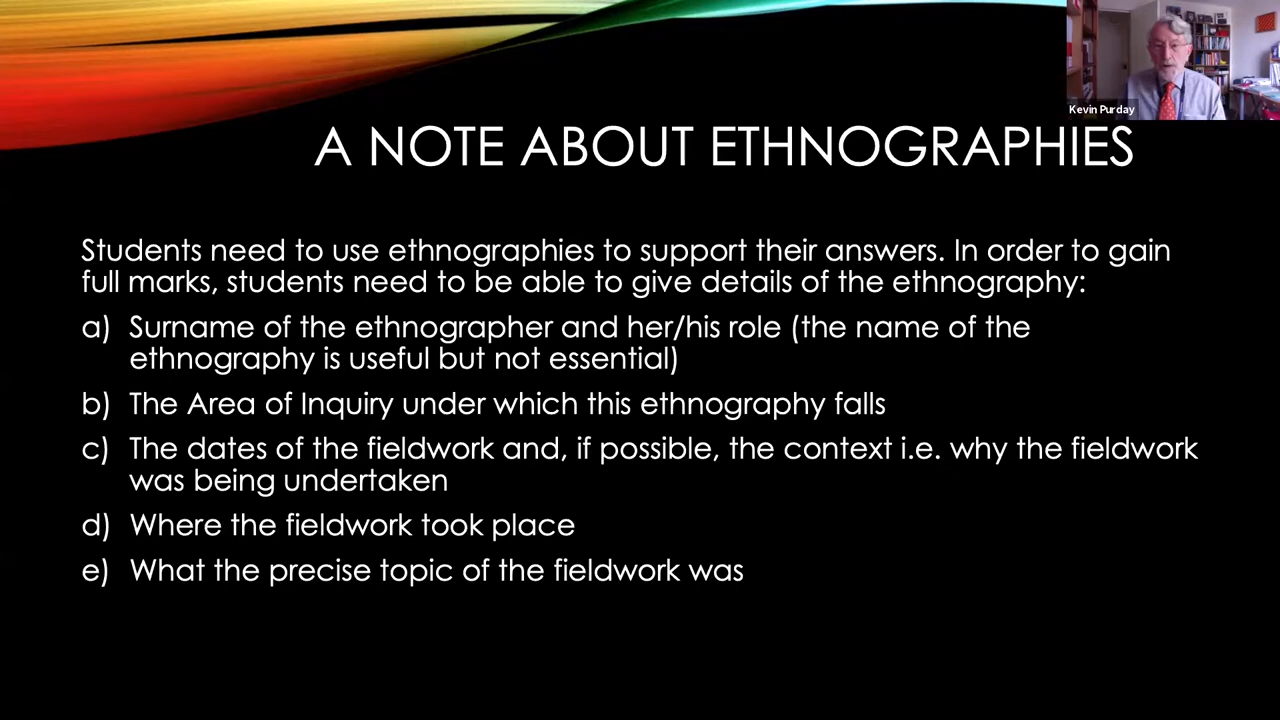 Kevin Purday
A NOTE ABOUT ETHNOGRAPHIES
Students need to use ethnographies to support their answers. In order to gain
full marks, students need to be able to give details of the ethnography:
a) Surname of the ethnographer and her/his role (the name of the
ethnography is useful but not essential)
b) The Area of Inquiry under which this ethnography falls
c) The dates of the fieldwork and, if possible, the context i.e. why the fieldwork
was being undertaken
d) Where the fieldwork took place
e) What the precise topic of the fieldwork was